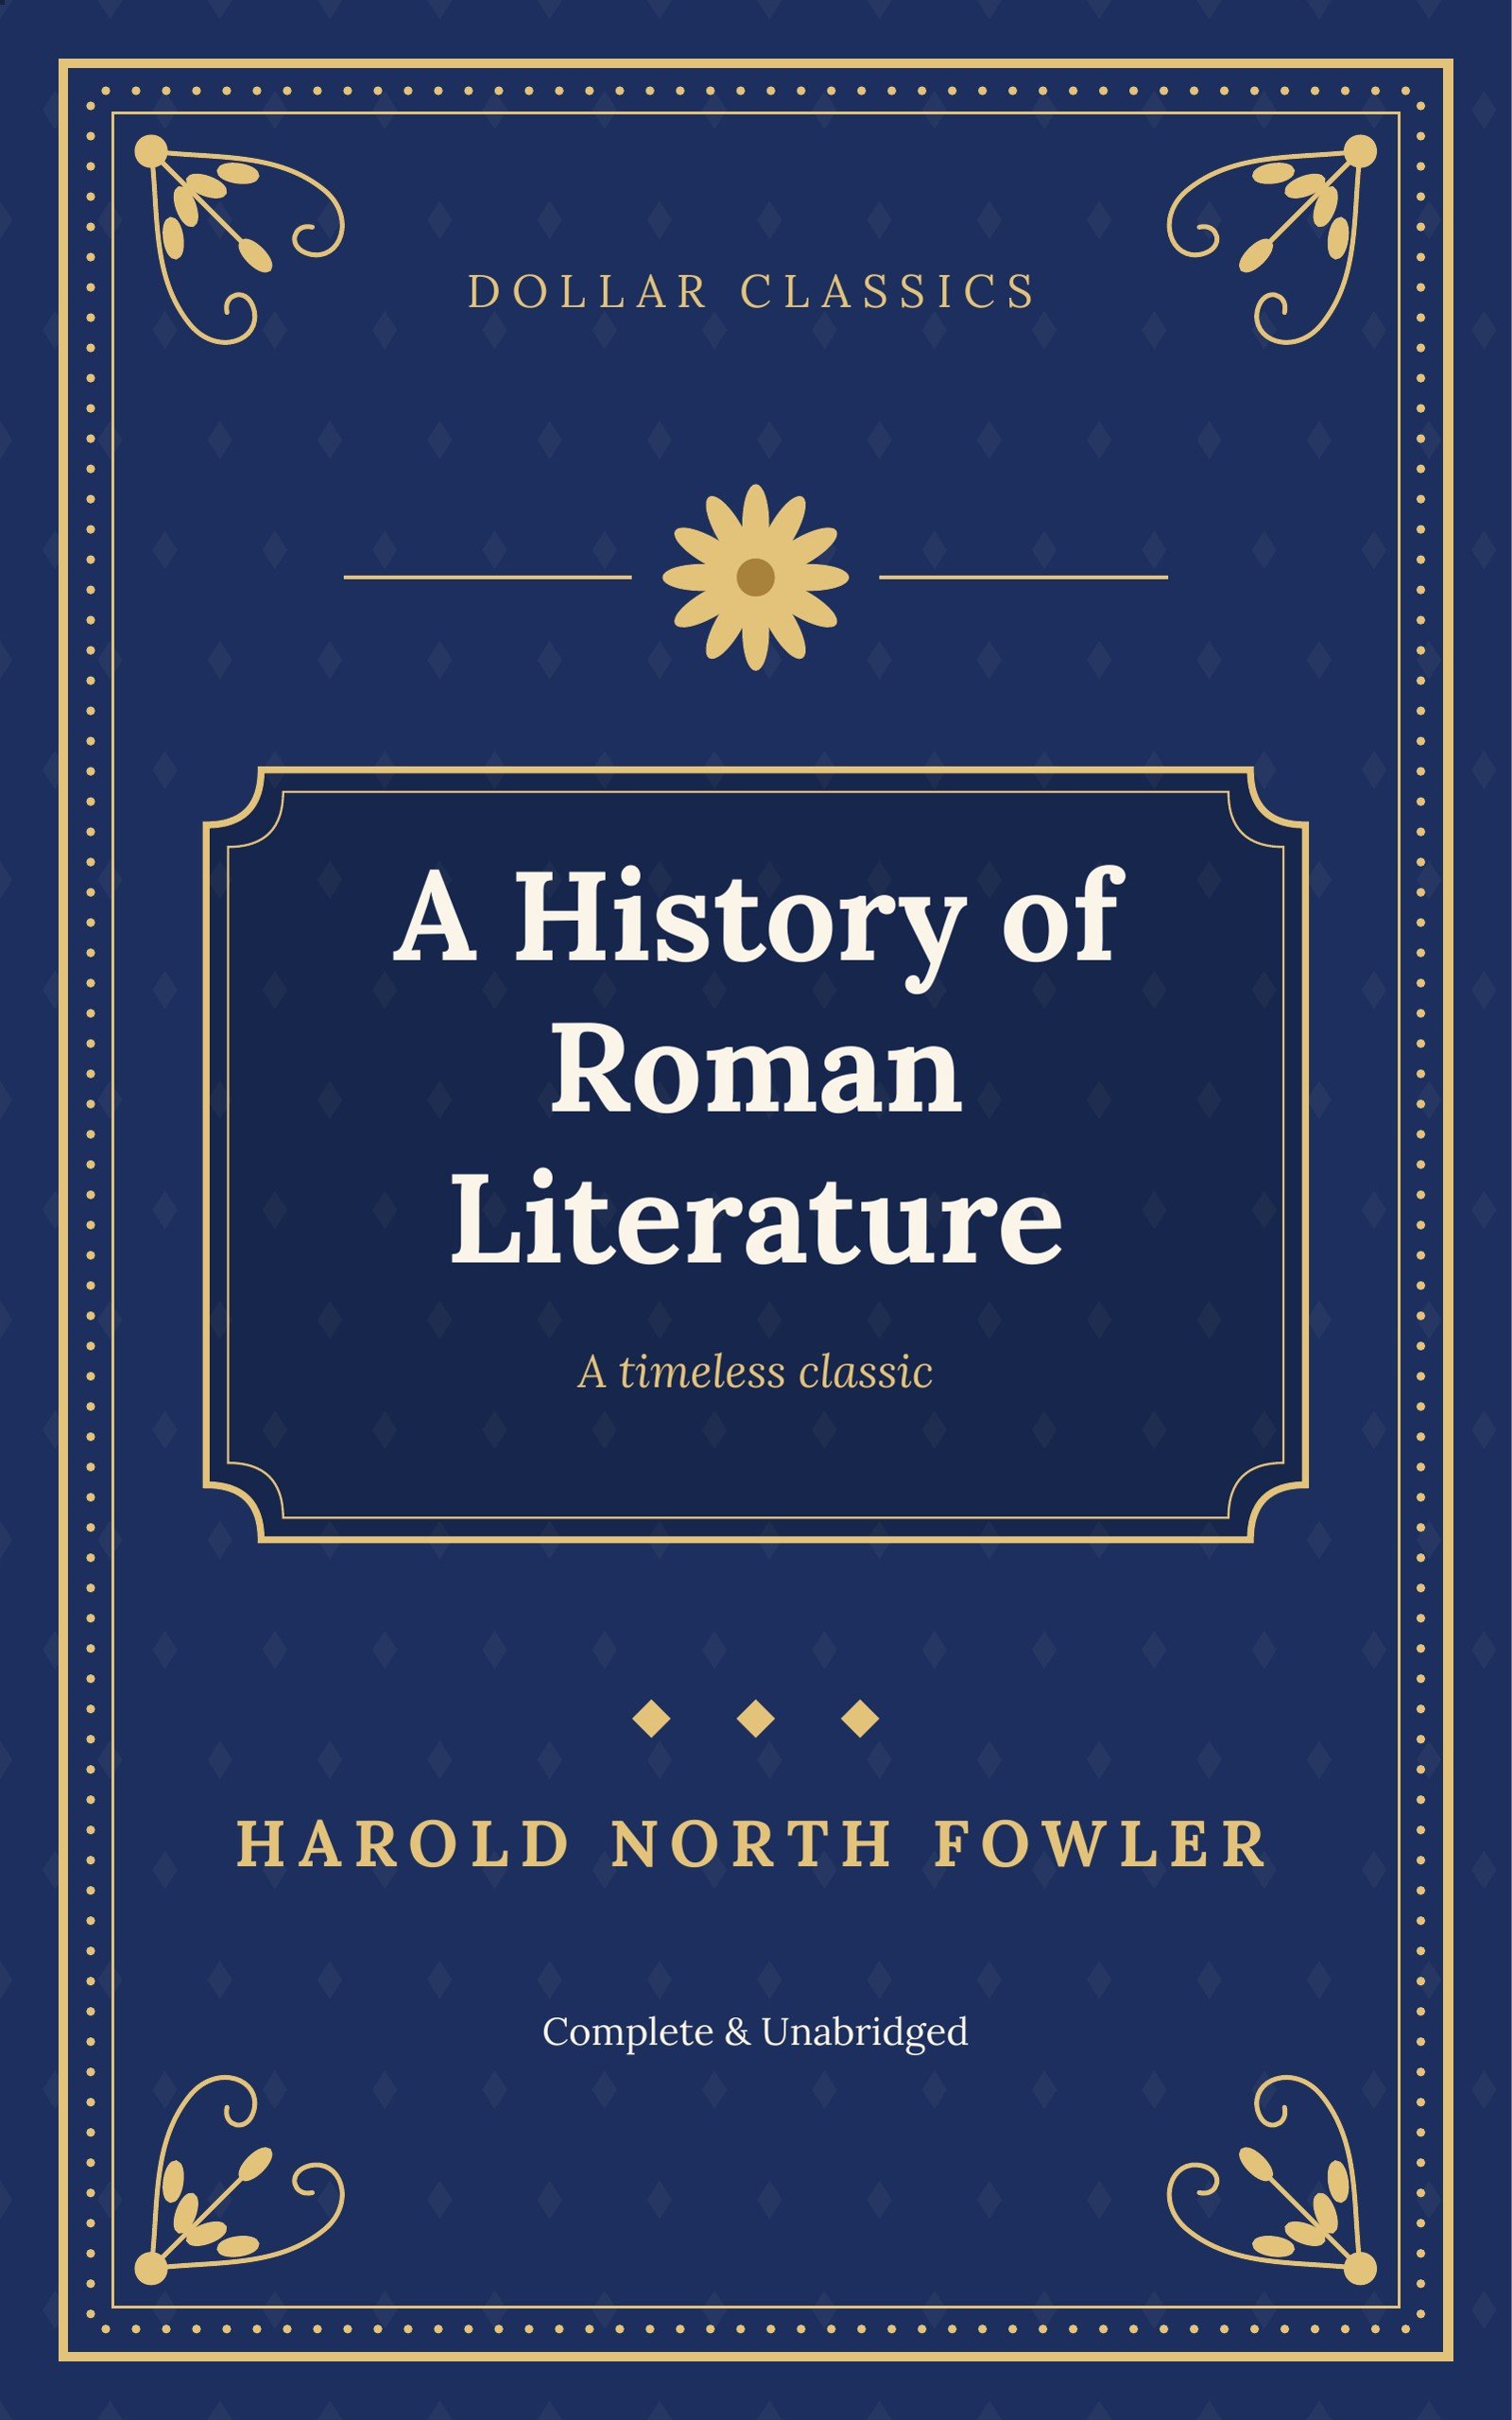 DOLLAR CLASSICS
A History of
Roman
Literature
A timeless classic
HAROLD NORTH FOWLER
Complete & Unabridged